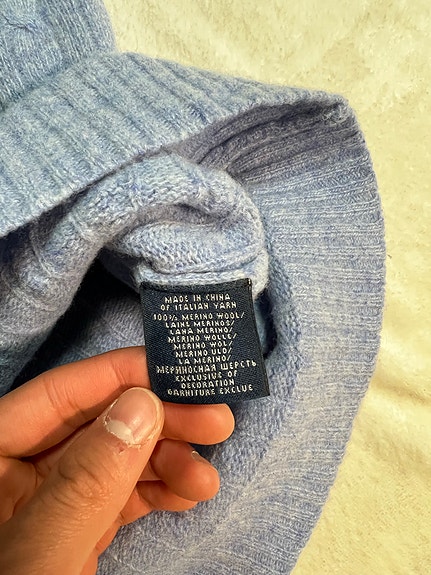 MADE IN CHINA
OF ITALIAN YARN
100% MERINO WOOL/
LAINE MERINOS/
LANA MERINO/
MERINO WOLLE/
MERINO WOL/
MERINO ULD/
LA MERINO/
МЕРИНОСНАЯ ШЕРСТЬ
EXCLUSIVE OF
DECORATION
GARNITURE EXCLUE